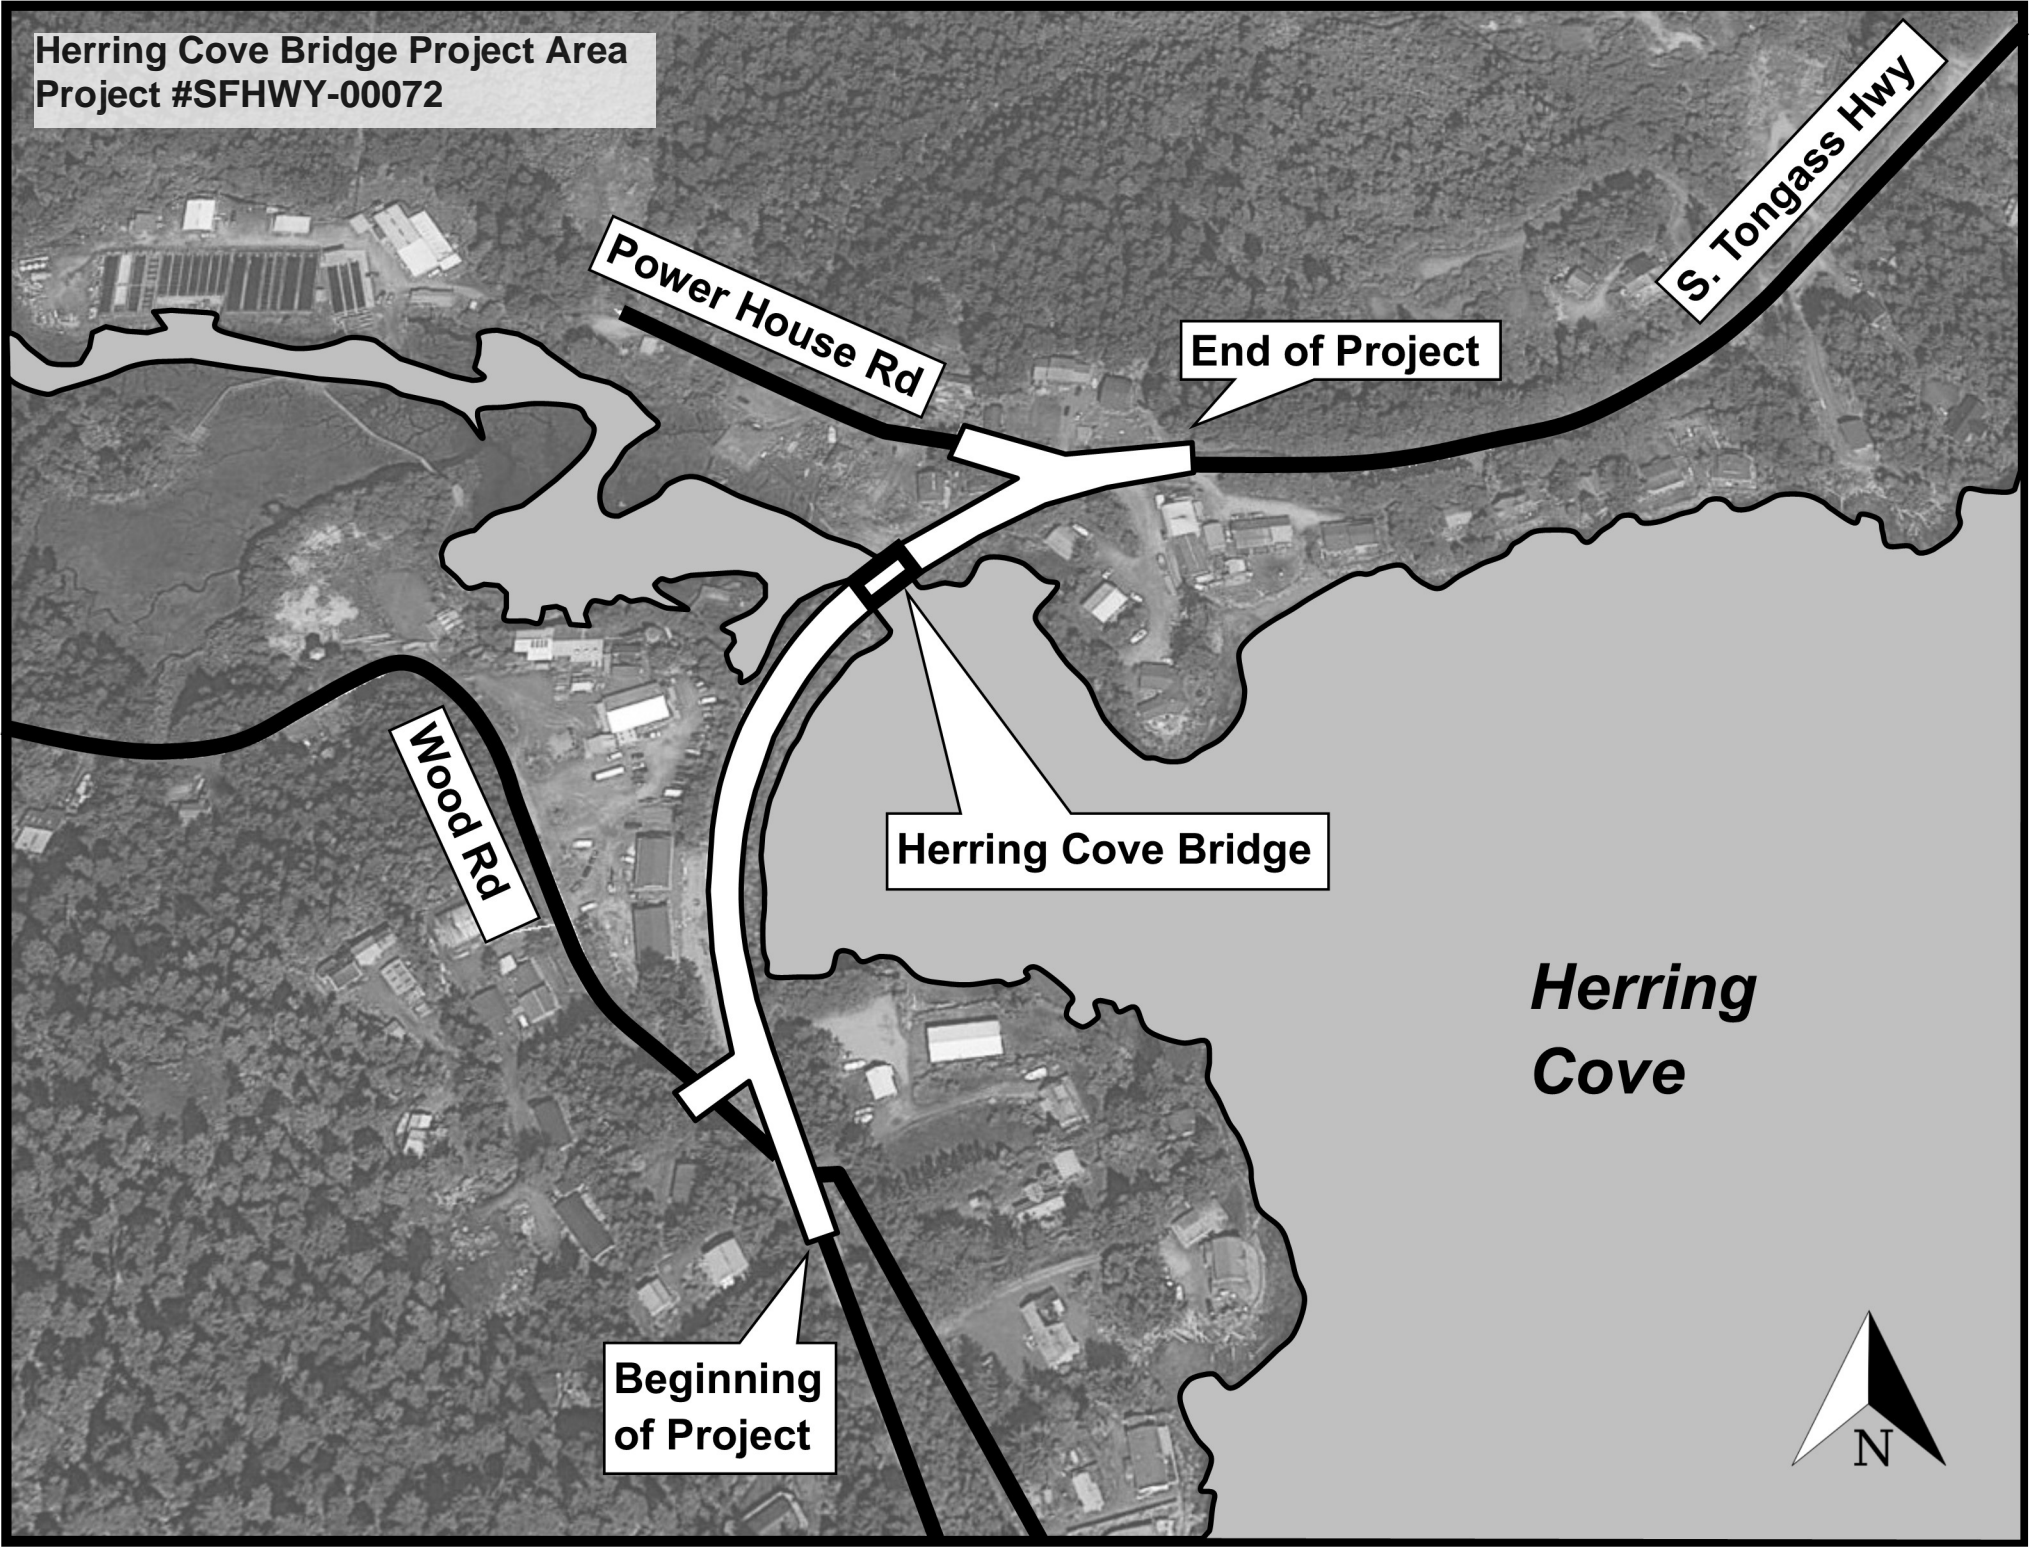 Herring Cove Bridge Project Area
Project #SFHWY-00072
S. Tongass Hwy
Power House Rd
End of Project
Wood Rd
Herring Cove Bridge
Herring
Cove
Beginning
of Project
N